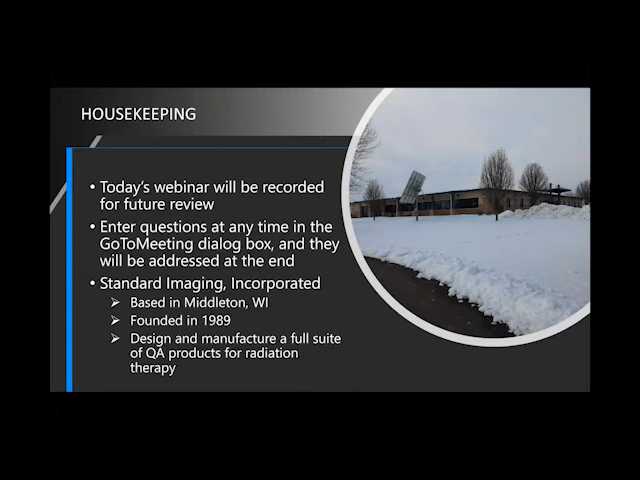 HOUSEKEEPING
• Today's webinar will be recorded
for future review
• Enter questions at any time in the
GoToMeeting dialog box, and they
will be addressed at the end
• Standard Imaging, Incorporated
➢ Based in Middleton, WI
➢ Founded in 1989
➢ Design and manufacture a full suite
of QA products for radiation
therapy